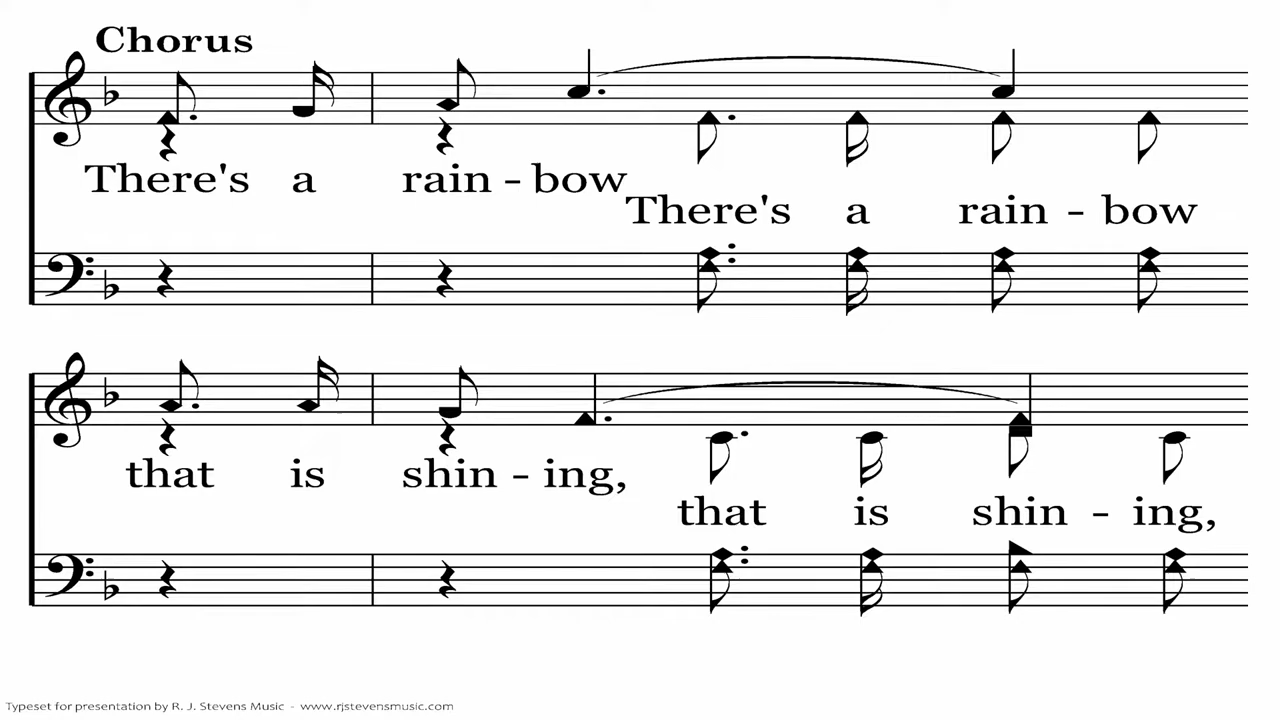 Chorus
There's a rain - bow
There's a rain - bow
that is shin - ing,
that is shin - ing,
Typeset for presentation by R. J. Stevens Music - www.rjstevensmusic.com